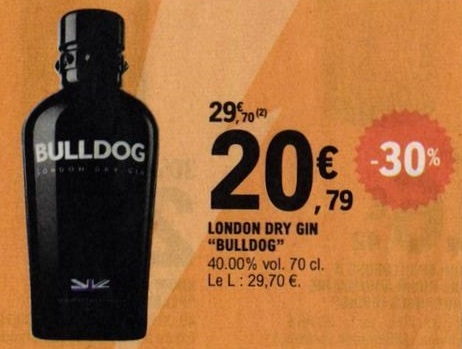 BULLDOG
LONDON DRY GIN
29€,70 (2)
20€,79
-30%
LONDON DRY GIN
"BULLDOG"
40.00% vol. 70 cl.
Le L : 29,70 €.